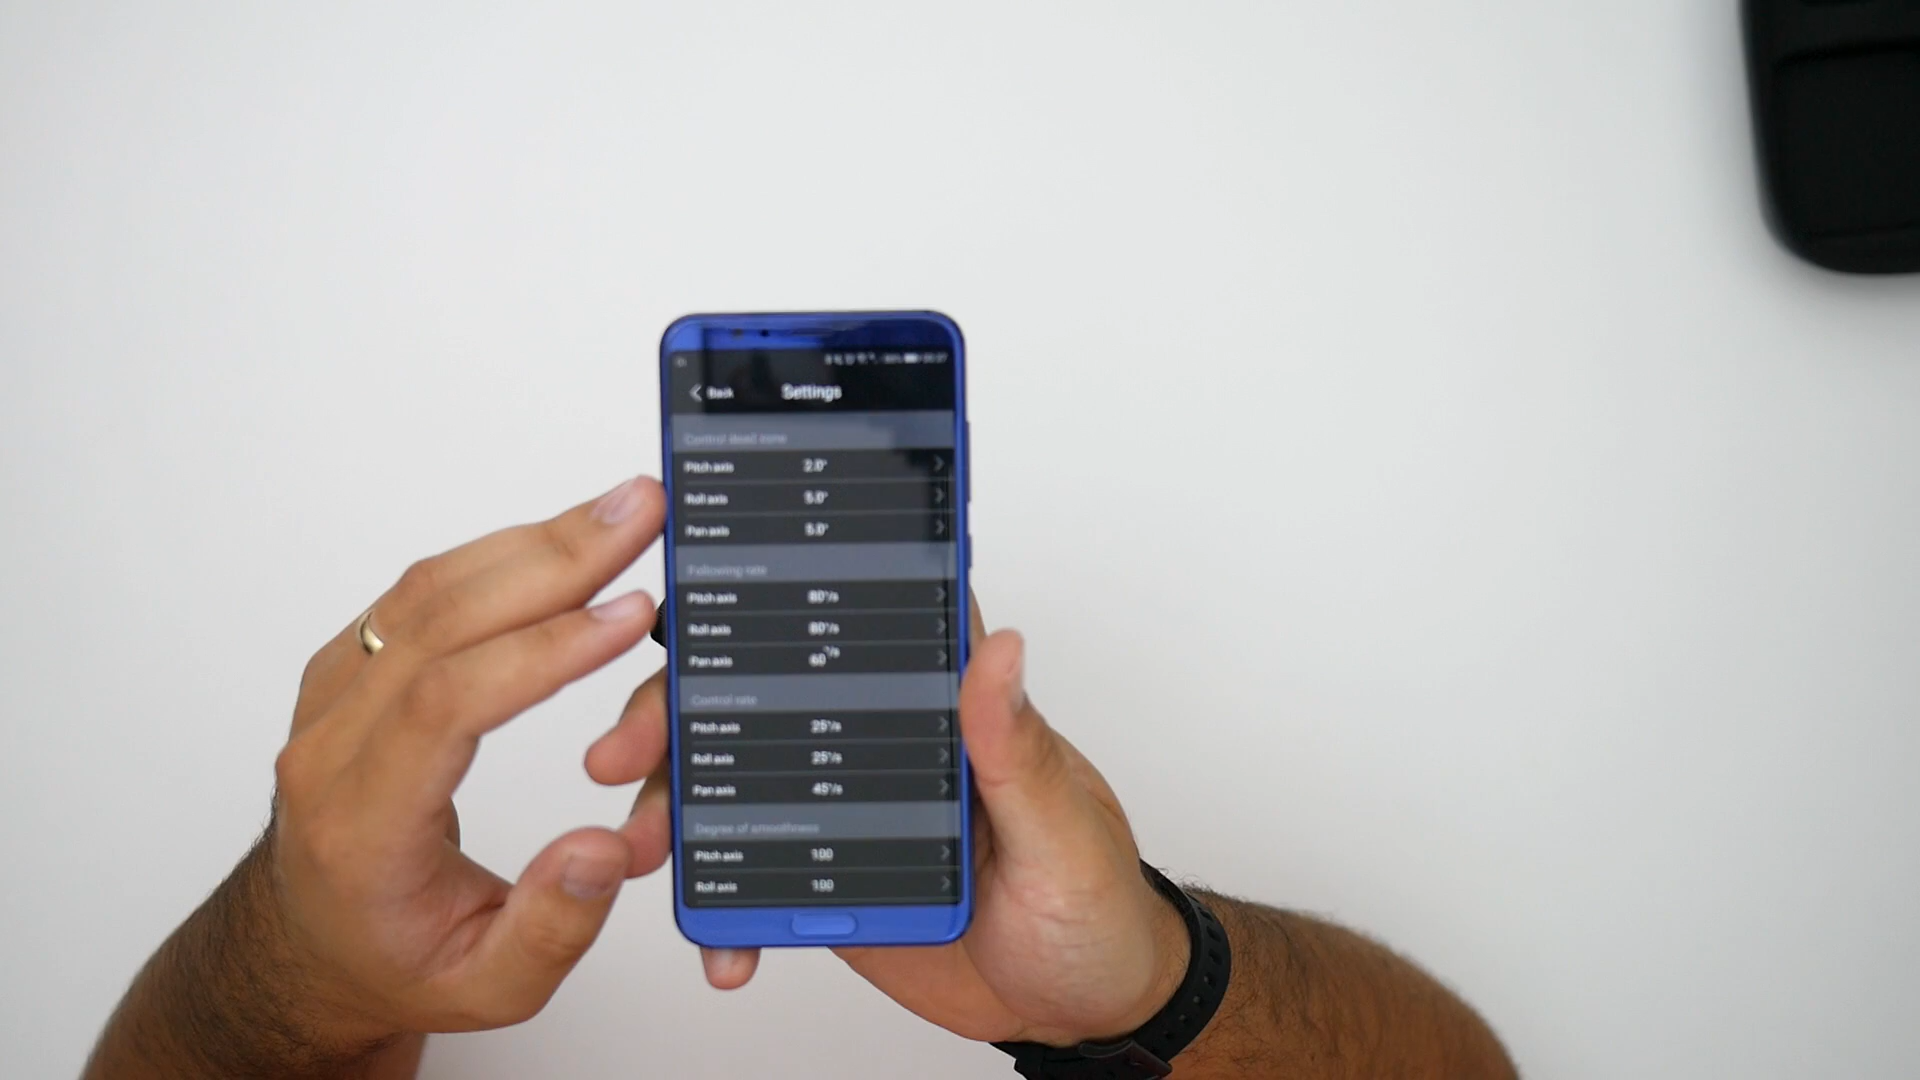 Back Settings
Control dead zone
Pitch axis 2.0°
Roll axis 5.0°
Pan axis 5.0°
Following rate
Pitch axis 80°/s
Roll axis 80°/s
Pan axis 60°/s
Control rate
Pitch axis 25°/s
Roll axis 25°/s
Pan axis 45°/s
Degree of smoothness
Pitch axis 100
Roll axis 100